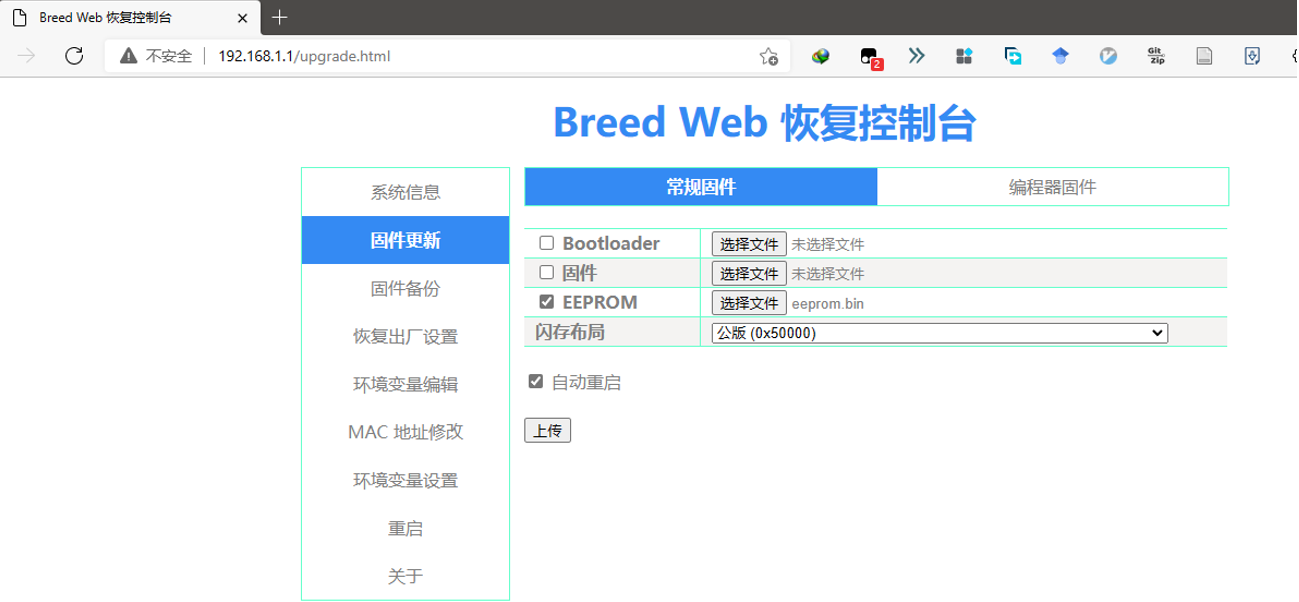 Breed Web 恢复控制台
不安全 192.168.1.1/upgrade.html
2
Git Zip
Breed Web 恢复控制台
系统信息
固件更新
固件备份
恢复出厂设置
环境变量编辑
MAC 地址修改
环境变量设置
重启
关于
常规固件 编程器固件
Bootloader 选择文件 未选择文件
固件 选择文件 未选择文件
EEPROM 选择文件 eeprom.bin
闪存布局 公版 (0x50000)
自动重启
上传